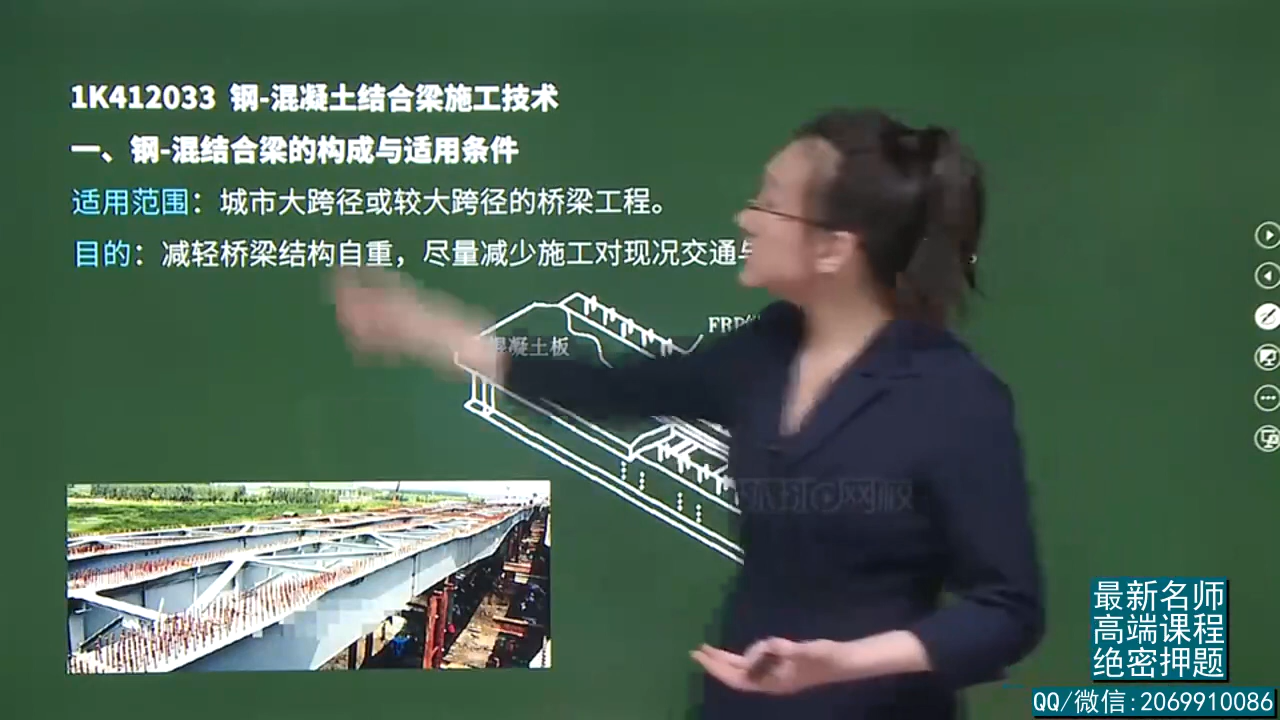 1K412033 钢-混凝土结合梁施工技术
一、钢-混结合梁的构成与适用条件
适用范围：城市大跨径或较大跨径的桥梁工程。
目的：减轻桥梁结构自重，尽量减少施工对现况交通与
FRP
混凝土板
最新名师
高端课程
绝密押题
QQ/微信:2069910086